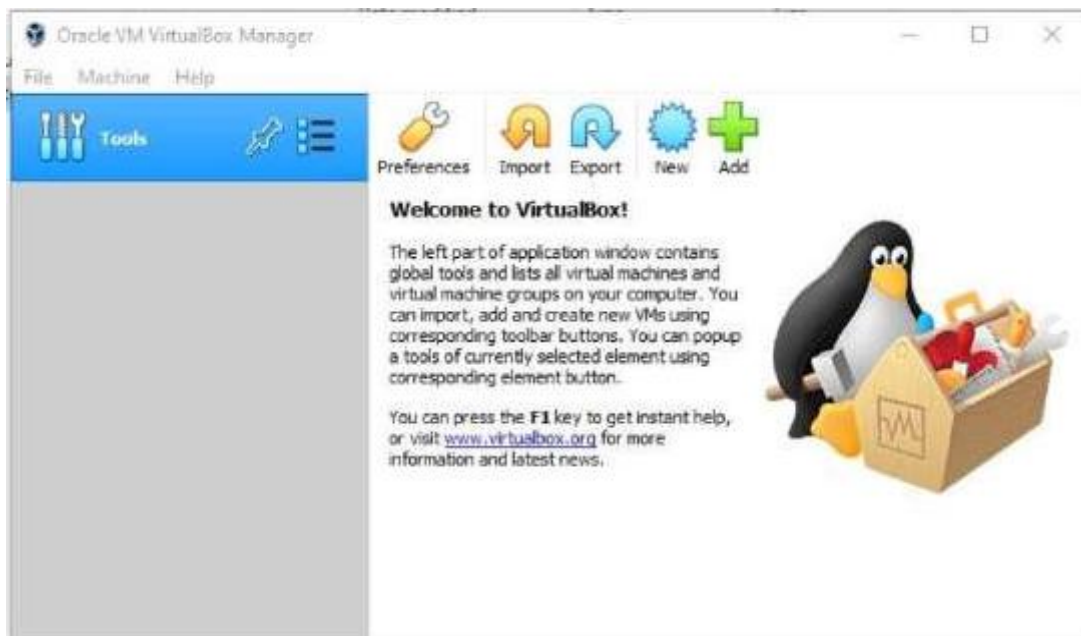 Oracle VM VirtualBox Manager
File Machine Help
Tools
Preferences Import Export New Add
Welcome to VirtualBox!
The left part of application window contains
global tools and lists all virtual machines and
virtual machine groups on your computer. You
can import, add and create new VMs using
corresponding toolbar buttons. You can popup
a tools of currently selected element using
corresponding element button.
You can press the F1 key to get instant help,
or visit www.virtualbox.org for more
information and latest news.